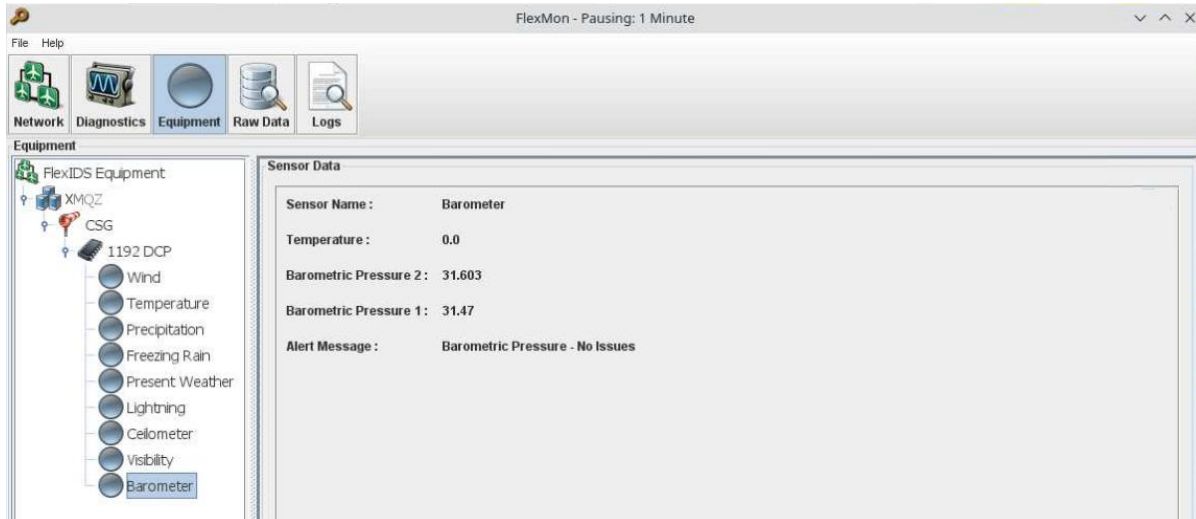 FlexMon - Pausing: 1 Minute
File Help
Network Diagnostics Equipment Raw Data Logs
Equipment
FlexIDS Equipment
XMQZ
CSG
1192 DCP
Wind
Temperature
Precipitation
Freezing Rain
Present Weather
Lightning
Ceilometer
Visibility
Barometer
Sensor Data
Sensor Name : Barometer
Temperature : 0.0
Barometric Pressure 2 : 31.603
Barometric Pressure 1 : 31.47
Alert Message : Barometric Pressure - No Issues